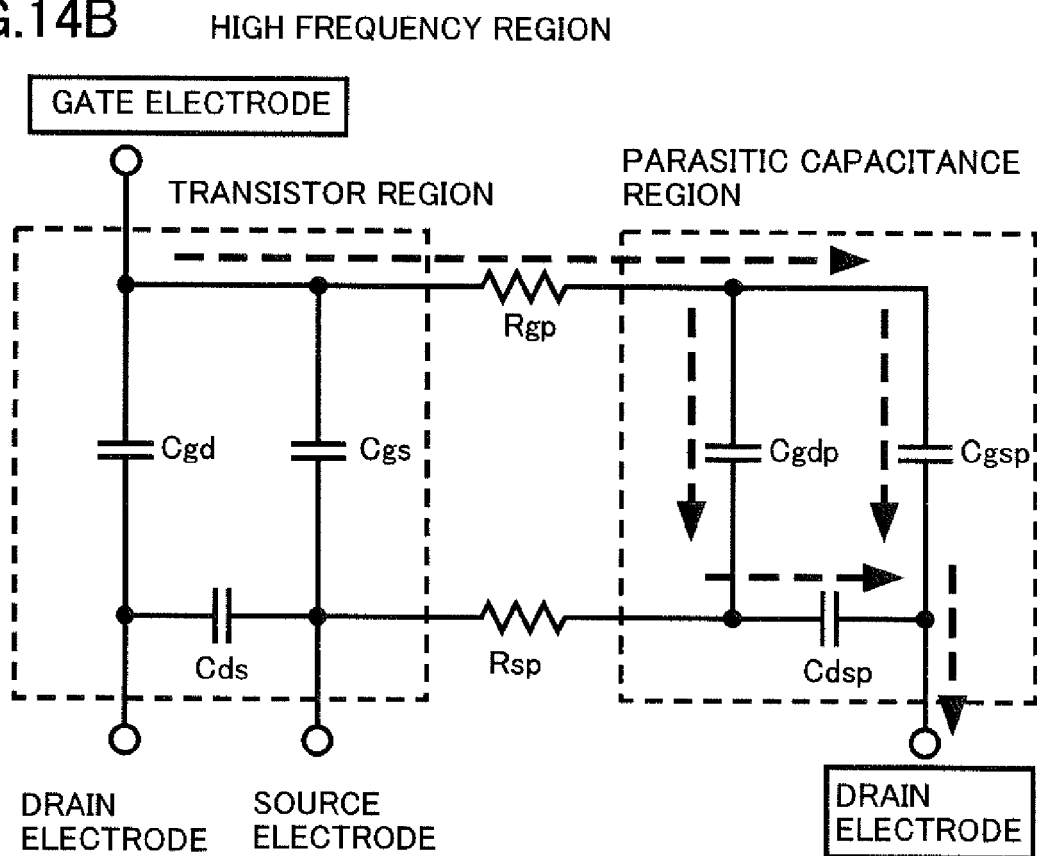 G.14B
HIGH FREQUENCY REGION
GATE ELECTRODE
TRANSISTOR REGION
PARASITIC CAPACITANCE
REGION
Rgp
Cgd
Cgs
Cgdp
Cgsp
Cds
Rsp
Cdsp
DRAIN
ELECTRODE
SOURCE
ELECTRODE
DRAIN
ELECTRODE